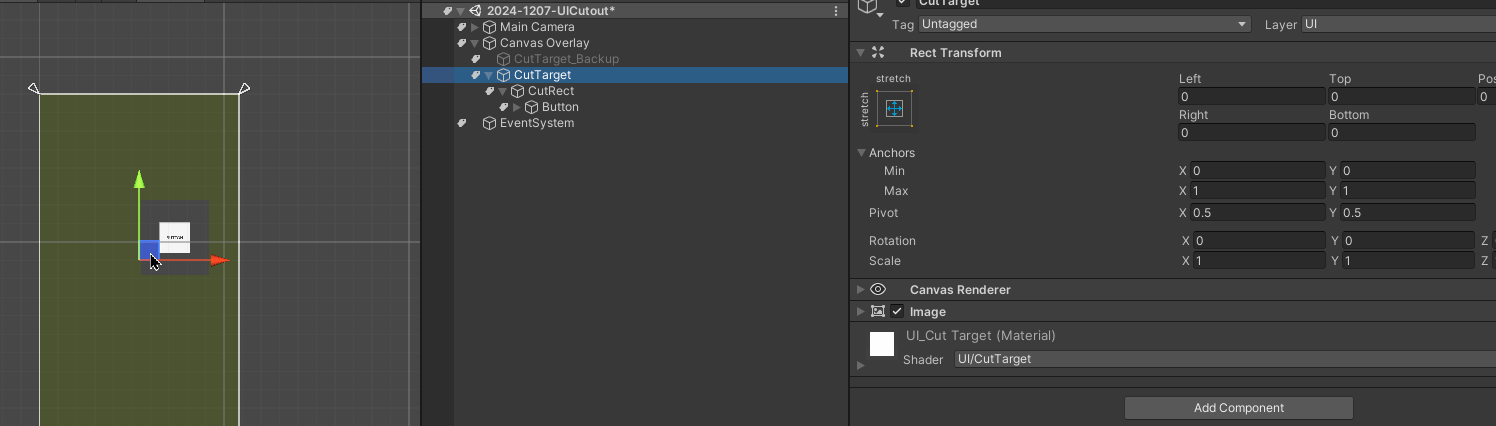 2024-1207-UICutout*
Main Camera
Canvas Overlay
CutTarget_Backup
CutTarget
CutRect
Button
EventSystem
CutTarget
Tag Untagged Layer UI
Rect Transform
stretch
stretch
Left Top Pos
0 0 0
Right Bottom
0 0
Anchors
Min X 0 Y 0
Max X 1 Y 1
Pivot X 0.5 Y 0.5
Rotation X 0 Y 0 Z
Scale X 1 Y 1 Z
Canvas Renderer
Image
UI_Cut Target (Material)
Shader UI/CutTarget
Add Component